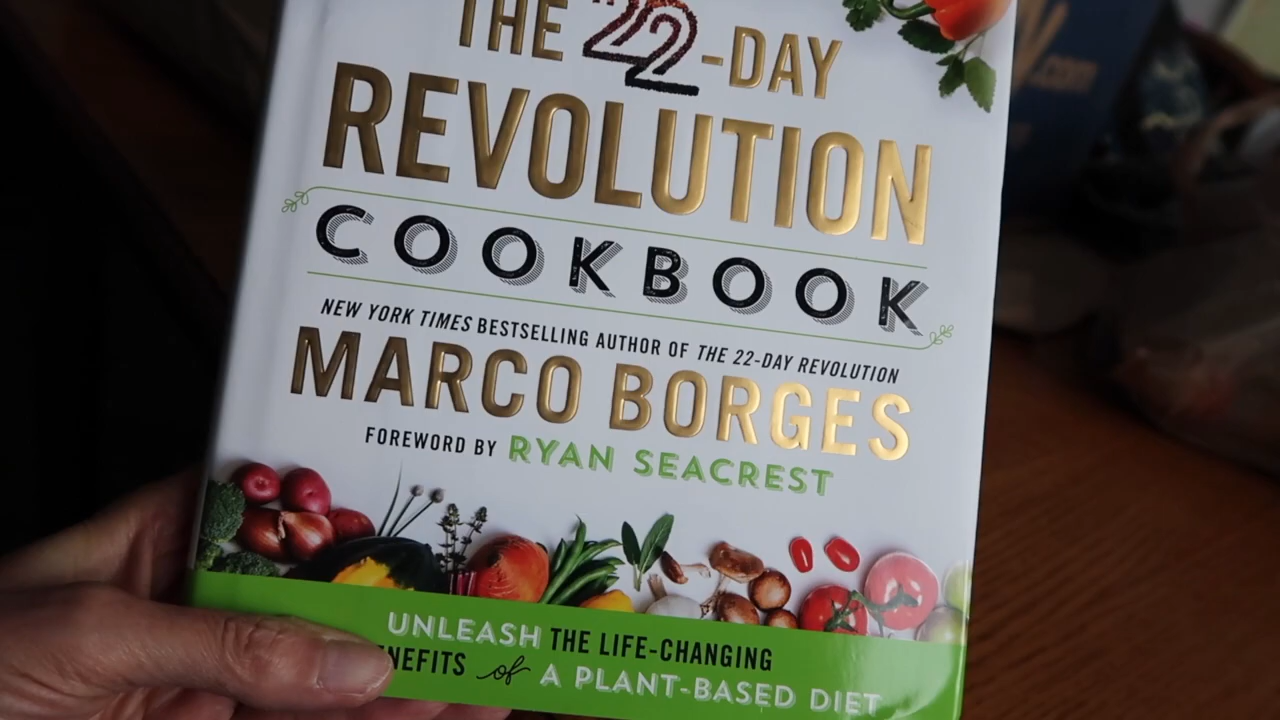 THE 22-DAY
REVOLUTION
COOKBOOK
NEW YORK TIMES BESTSELLING AUTHOR OF THE 22-DAY REVOLUTION
MARCO BORGES
FOREWORD BY RYAN SEACREST
UNLEASH THE LIFE-CHANGING
NEFITS of A PLANT-BASED DIET
.com